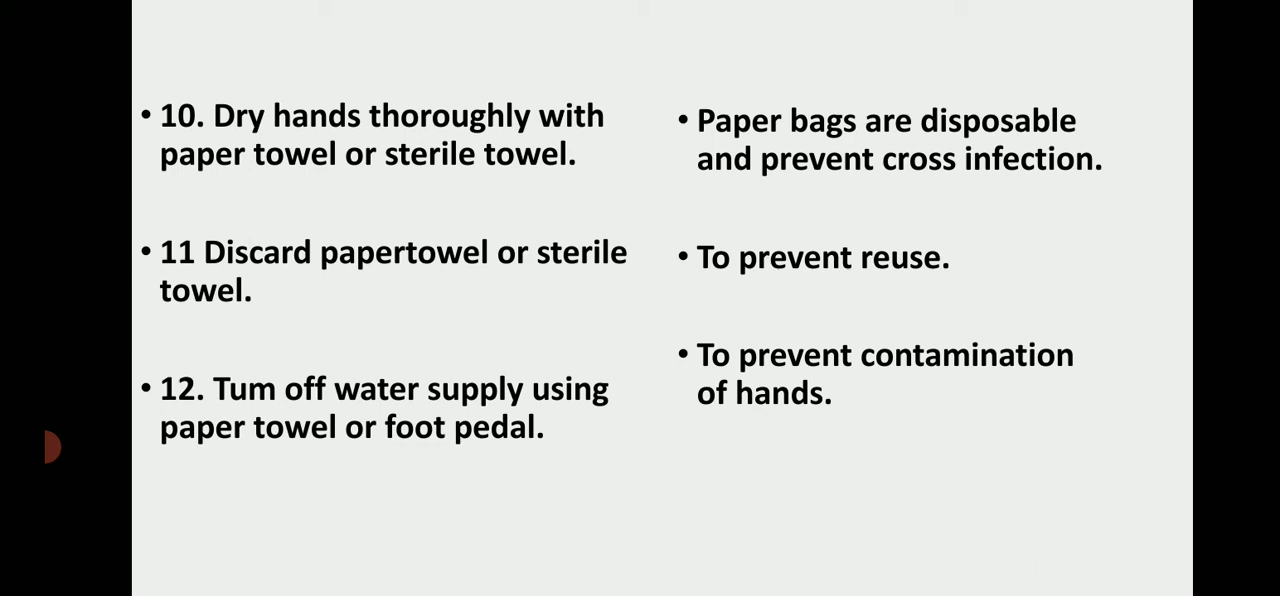 • 10. Dry hands thoroughly with
paper towel or sterile towel.
• 11 Discard papertowel or sterile
towel.
• 12. Tum off water supply using
paper towel or foot pedal.
• Paper bags are disposable
and prevent cross infection.
• To prevent reuse.
• To prevent contamination
of hands.